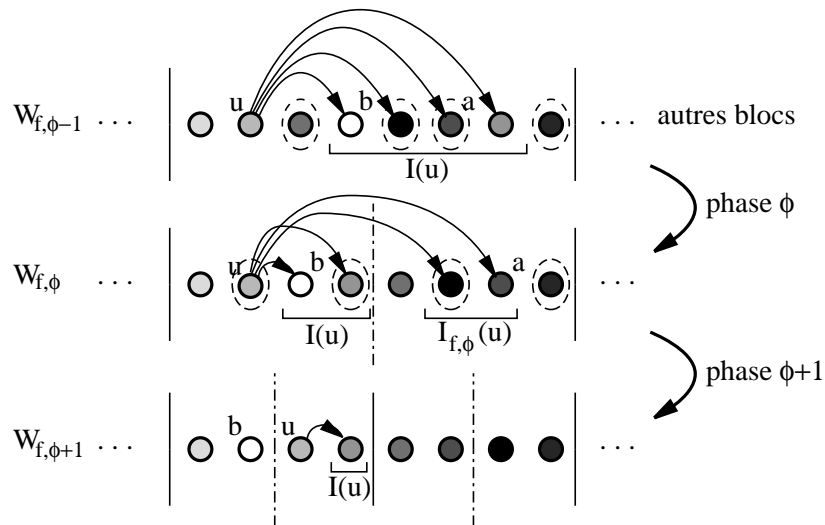 W_{f,φ−1} · · · u b a · · · autres blocs
I(u)
phase φ
W_{f,φ} · · · u b a · · ·
I(u) I_{f,φ}(u)
phase φ+1
W_{f,φ+1} · · · b u · · ·
I(u)